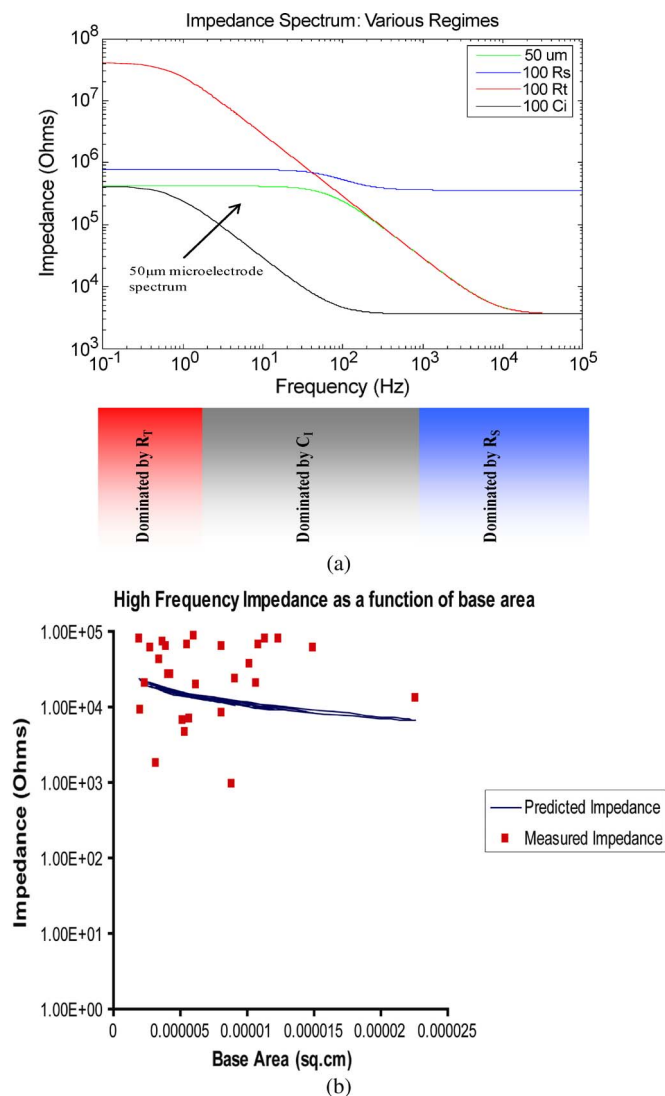 Impedance Spectrum: Various Regimes
10^8
10^7
10^6
10^5
10^4
10^3
Impedance (Ohms)
50 um
100 Rs
100 Rt
100 Ci
50µm microelectrode
spectrum
10^-1 10^0 10^1 10^2 10^3 10^4 10^5
Frequency (Hz)
Dominated by R_T
Dominated by C_I
Dominated by R_S
(a)
High Frequency Impedance as a function of base area
1.00E+05
1.00E+04
1.00E+03
1.00E+02
1.00E+01
1.00E+00
Impedance (Ohms)
Predicted Impedance
Measured Impedance
0 0.000005 0.00001 0.000015 0.00002 0.000025
Base Area (sq.cm)
(b)